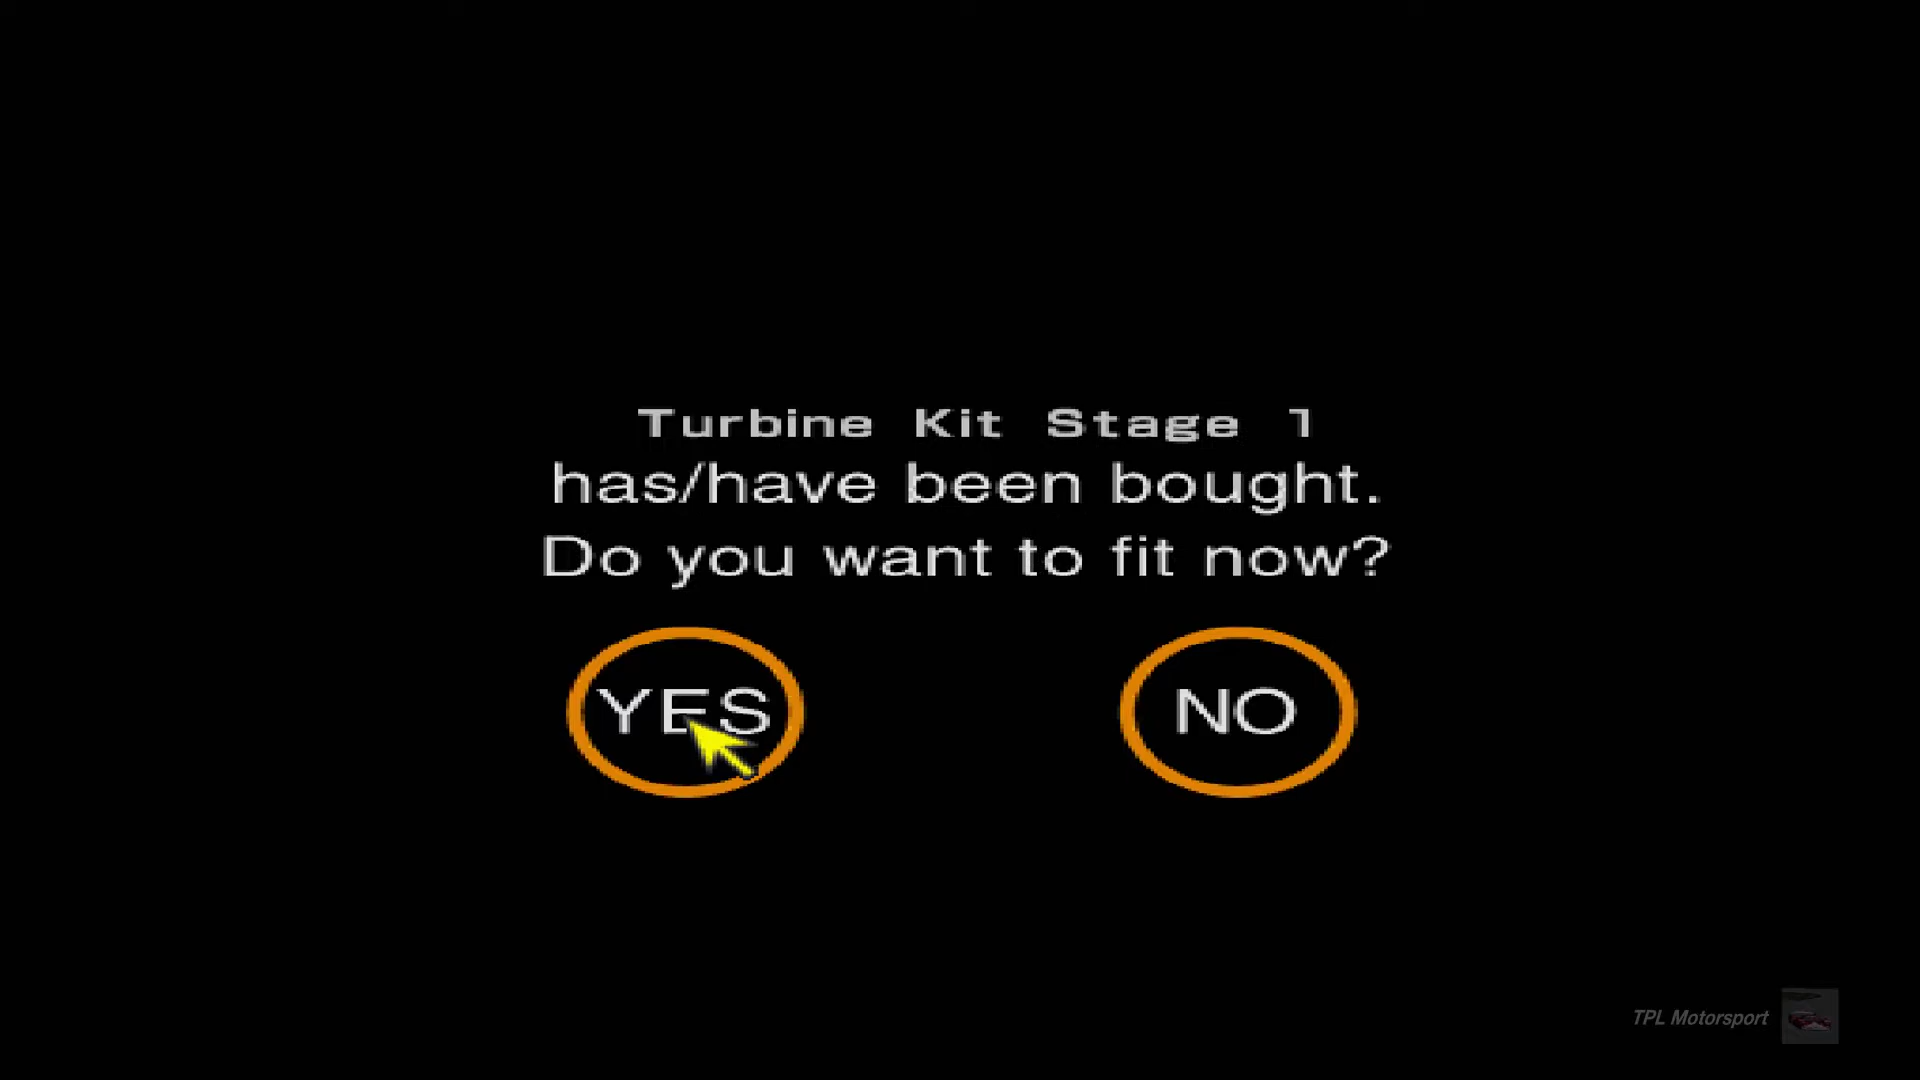 Turbine Kit Stage 1
has/have been bought.
Do you want to fit now?
YES NO
TPL Motorsport